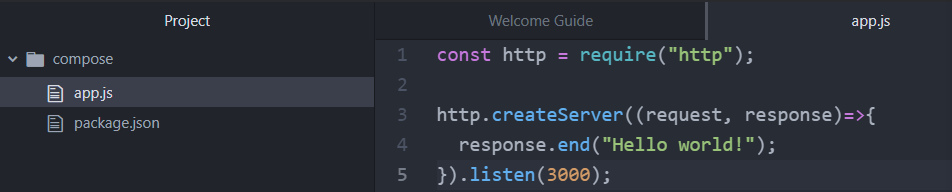 Project
compose
app.js
package.json
Welcome Guide
app.js
1 const http = require("http");
2
3 http.createServer((request, response)=>{
4   response.end("Hello world!");
5 }).listen(3000);